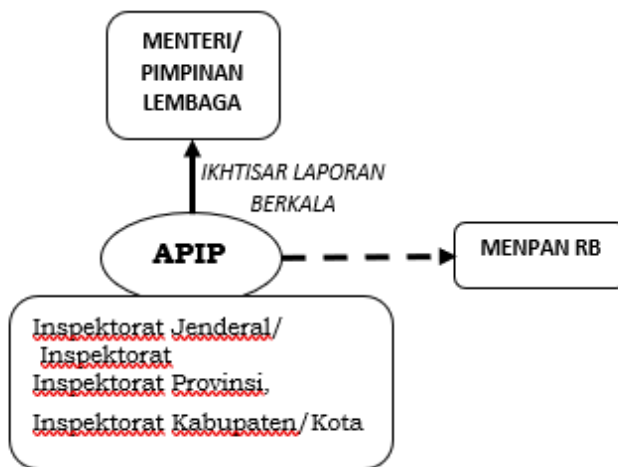 MENTERI/
PIMPINAN
LEMBAGA
IKHTISAR LAPORAN
BERKALA
APIP
MENPAN RB
Inspektorat Jenderal/
Inspektorat
Inspektorat Provinsi,
Inspektorat Kabupaten/Kota